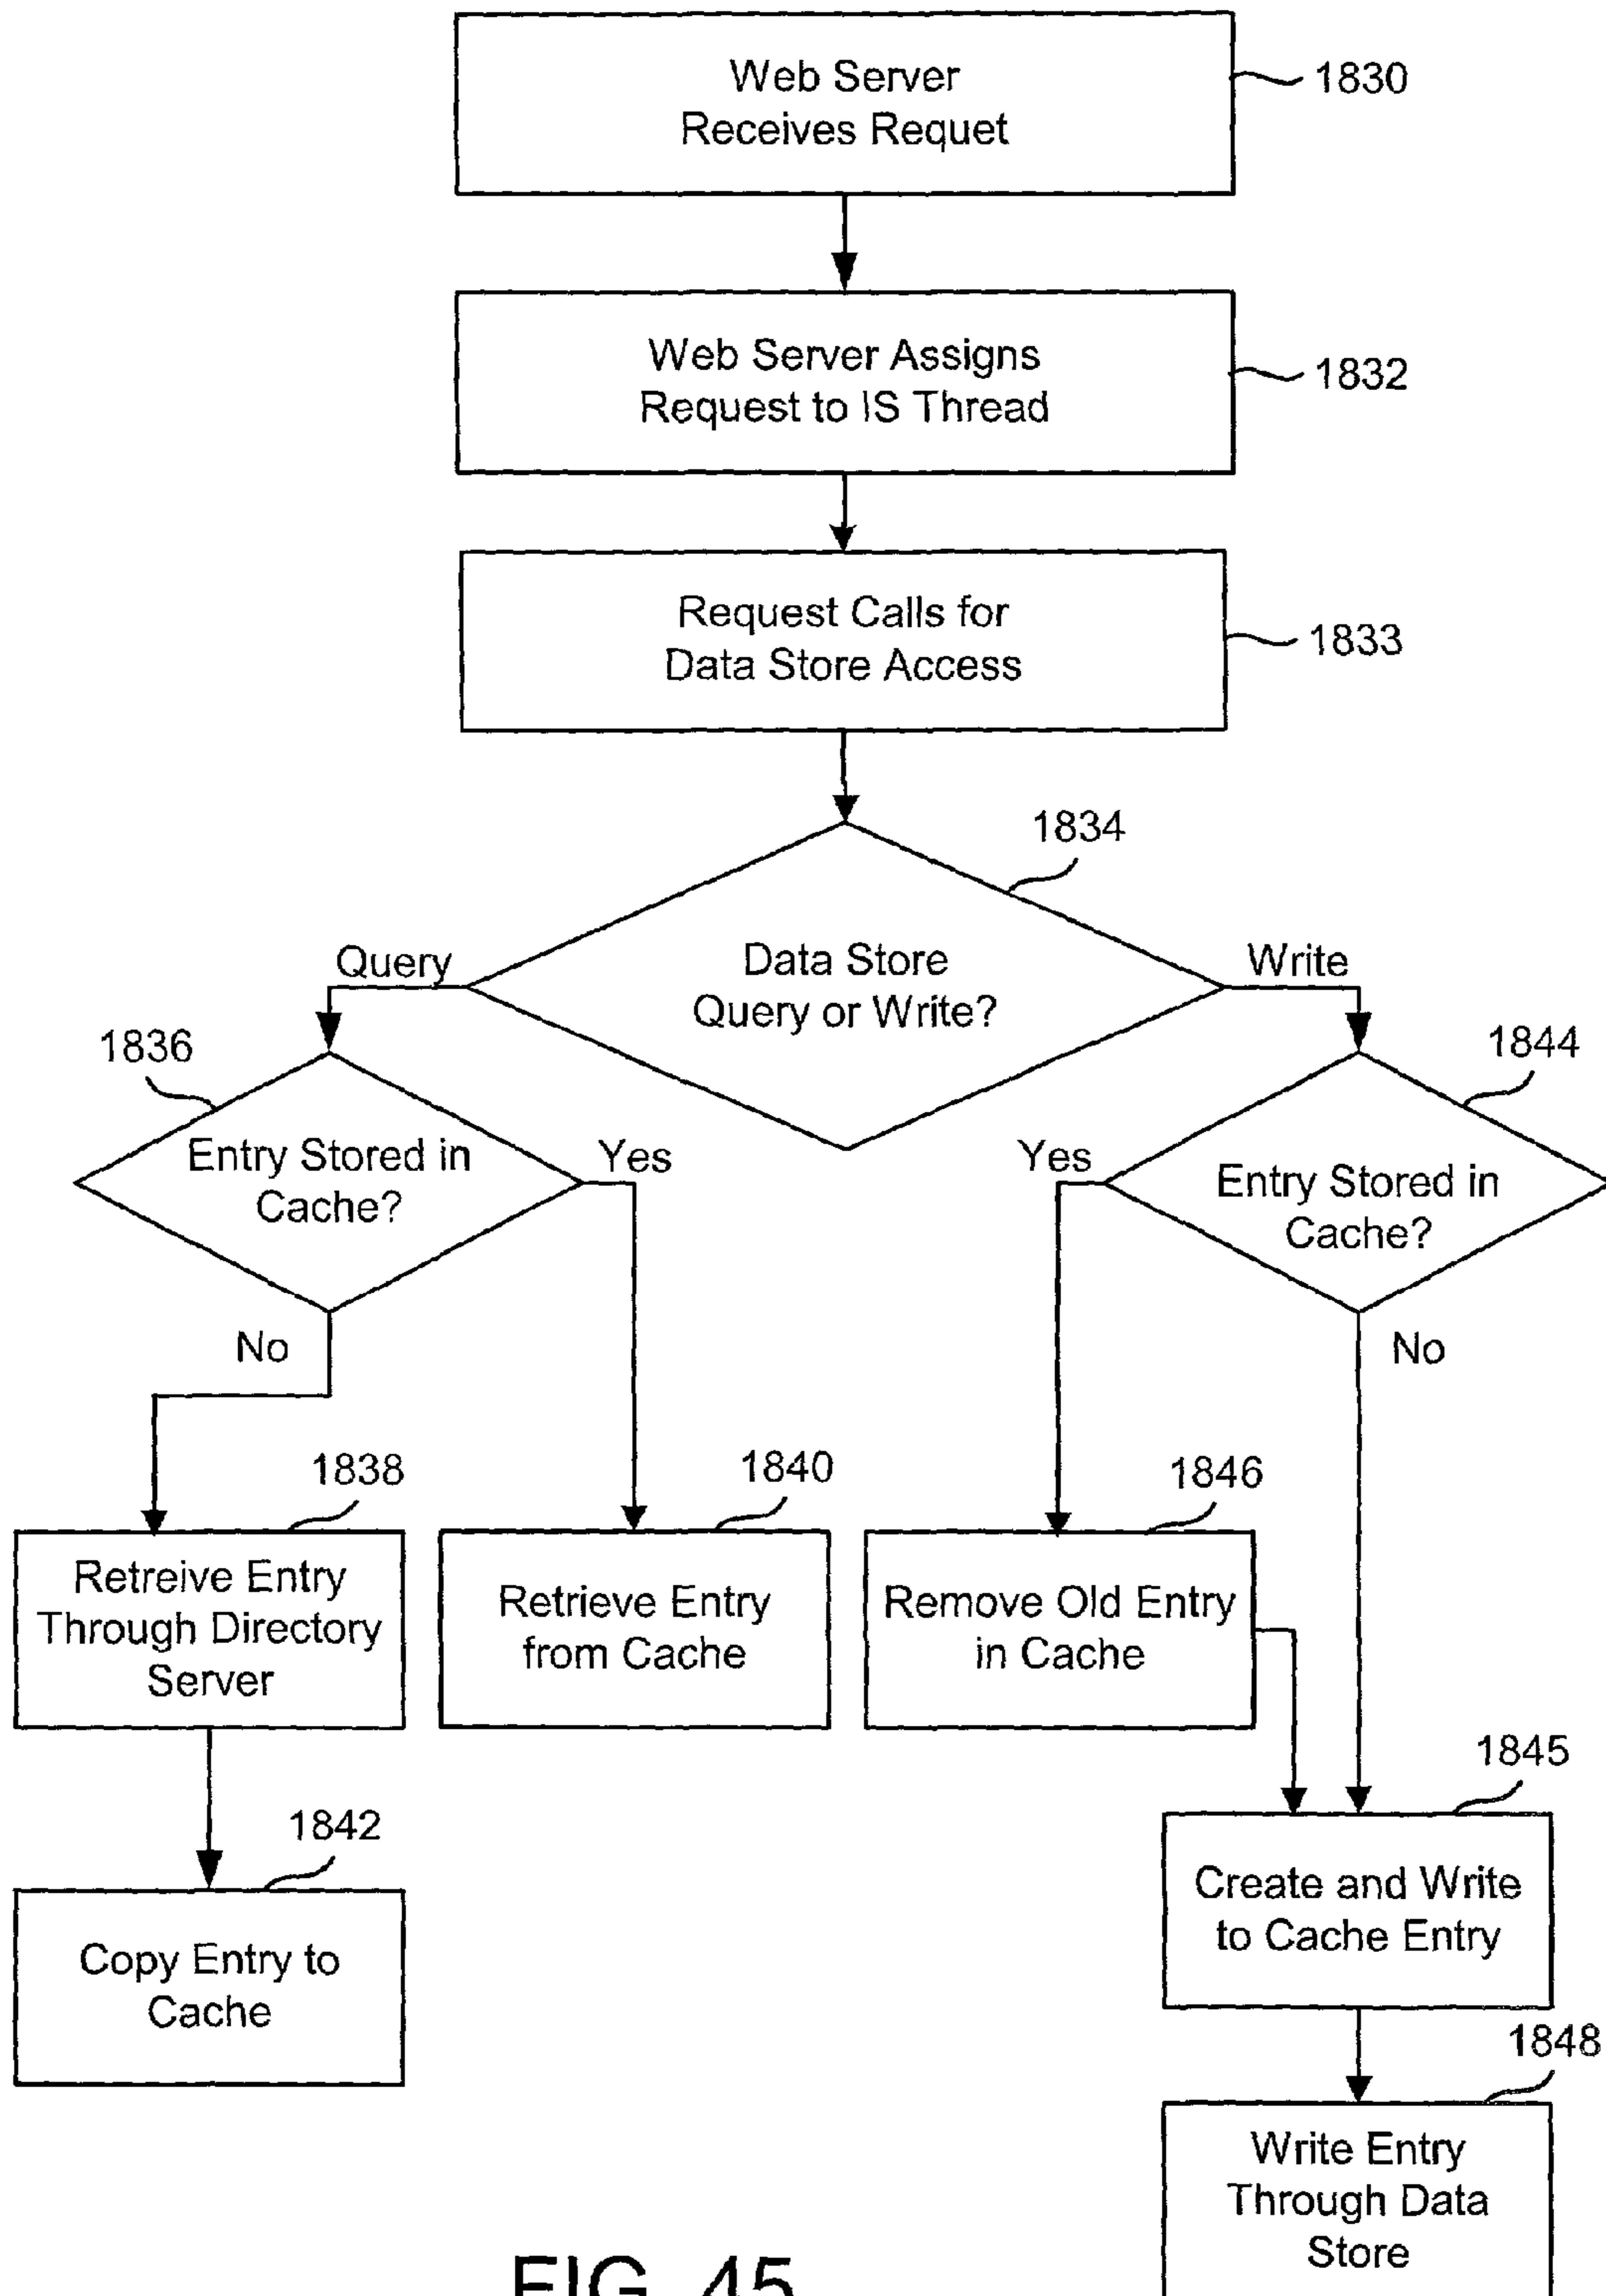 Web Server
Receives Requet
1830
Web Server Assigns
Request to IS Thread
1832
Request Calls for
Data Store Access
1833
1834
Data Store
Query or Write?
Query
Write
1836
Entry Stored in
Cache?
Yes
No
1844
Entry Stored in
Cache?
Yes
No
1838
Retreive Entry
Through Directory
Server
1840
Retrieve Entry
from Cache
1846
Remove Old Entry
in Cache
1842
Copy Entry to
Cache
1845
Create and Write
to Cache Entry
1848
Write Entry
Through Data
Store
FIG. 45